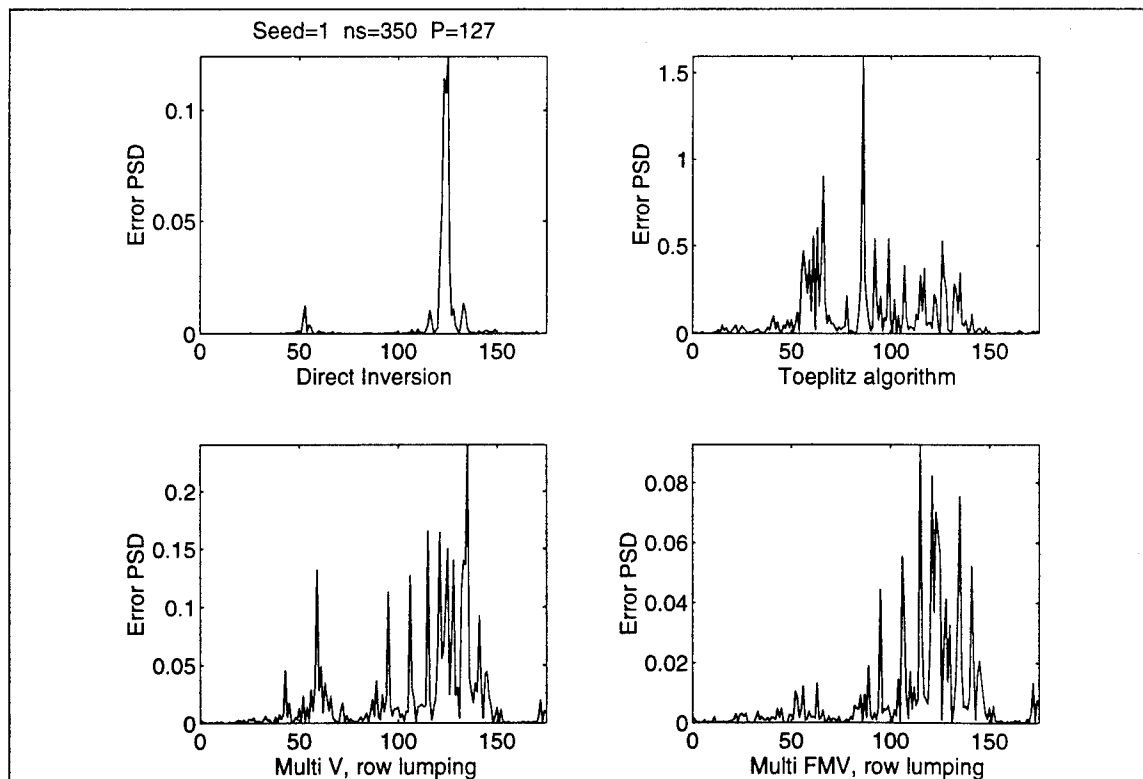 Seed=1 ns=350 P=127
Error PSD
0.1
0.05
0
0 50 100 150
Direct Inversion
Error PSD
1.5
1
0.5
0
0 50 100 150
Toeplitz algorithm
Error PSD
0.2
0.15
0.1
0.05
0
0 50 100 150
Multi V, row lumping
Error PSD
0.08
0.06
0.04
0.02
0
0 50 100 150
Multi FMV, row lumping